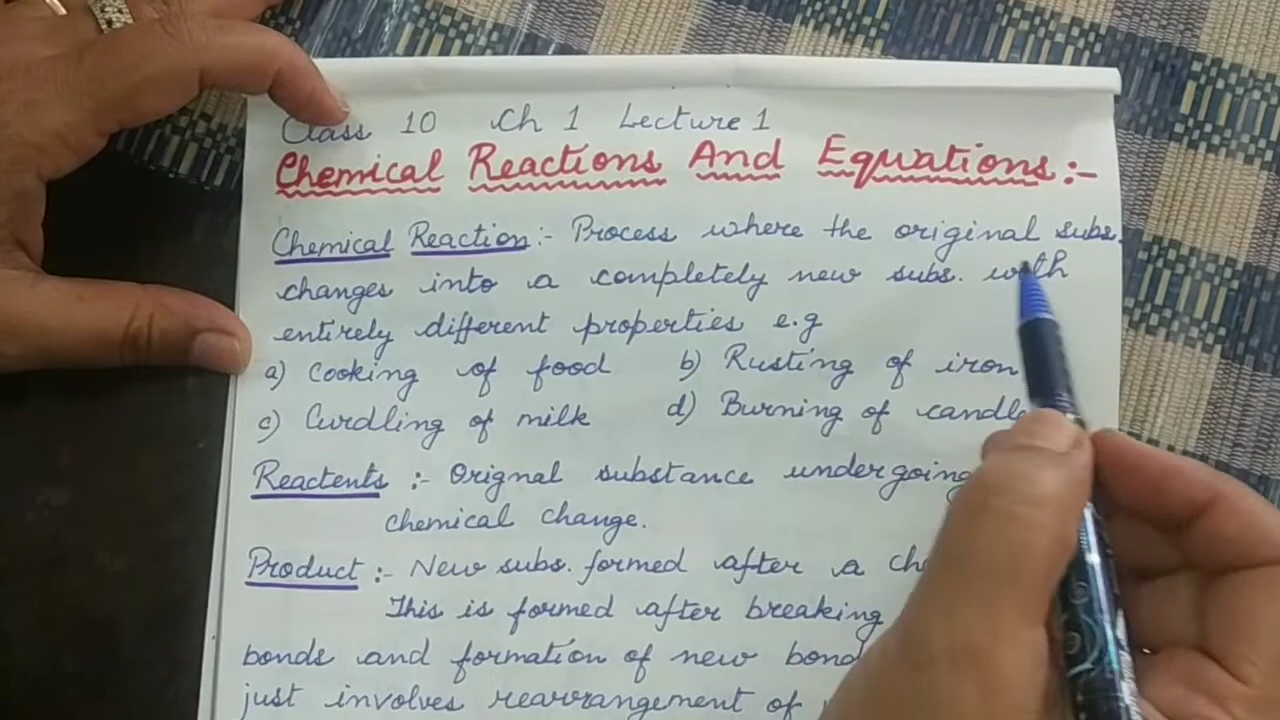 Class 10 Ch 1 Lecture 1
Chemical Reactions And Equations:-
Chemical Reaction:- Process where the original subs.
changes into a completely new subs. with
entirely different properties e.g
a) Cooking of food b) Rusting of iron
c) Curdling of milk d) Burning of candle
Reactents :- Orignal substance undergoing
chemical change.
Product :- New subs. formed after a
This is formed after breaking
bonds and formation of new bond
just involves rearrangement of